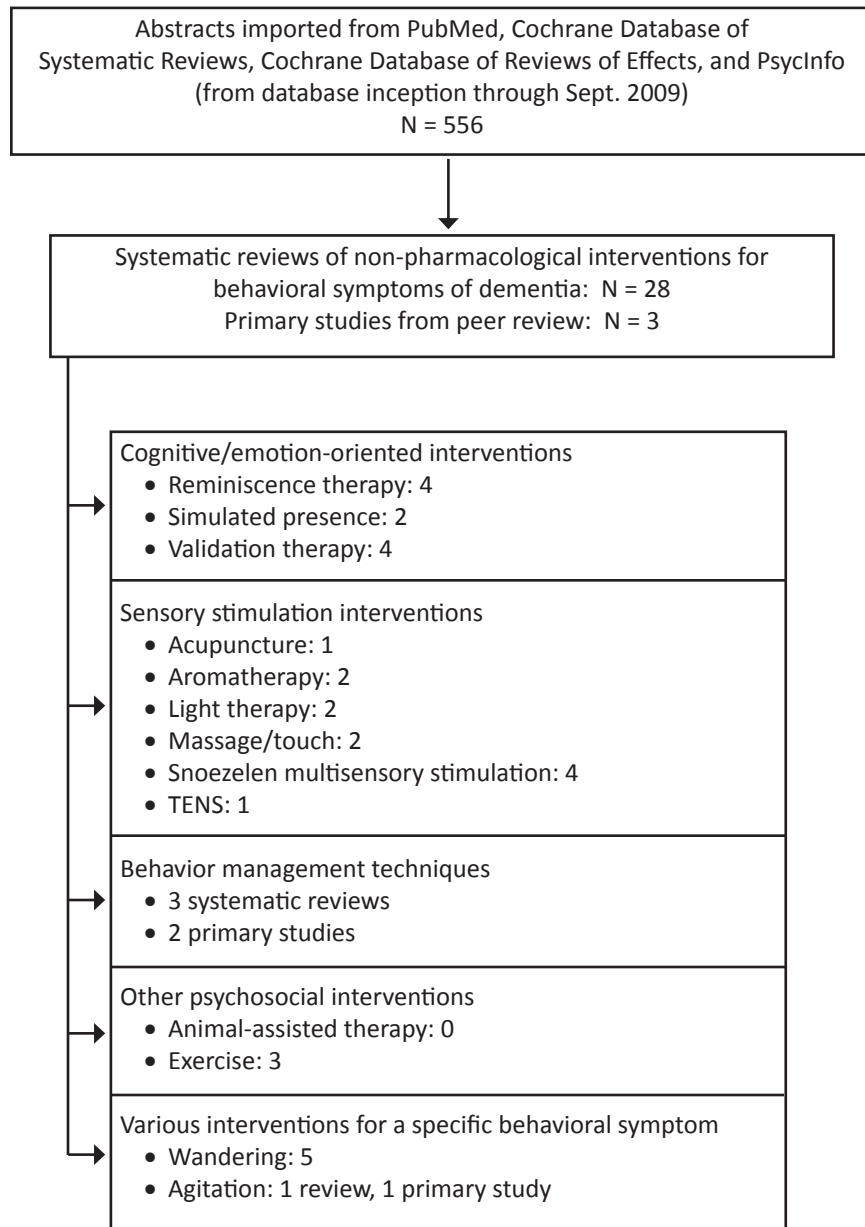 Abstracts imported from PubMed, Cochrane Database of
Systematic Reviews, Cochrane Database of Reviews of Effects, and PsycInfo
(from database inception through Sept. 2009)
N = 556
Systematic reviews of non-pharmacological interventions for
behavioral symptoms of dementia: N = 28
Primary studies from peer review: N = 3
Cognitive/emotion-oriented interventions
• Reminiscence therapy: 4
• Simulated presence: 2
• Validation therapy: 4
Sensory stimulation interventions
• Acupuncture: 1
• Aromatherapy: 2
• Light therapy: 2
• Massage/touch: 2
• Snoezelen multisensory stimulation: 4
• TENS: 1
Behavior management techniques
• 3 systematic reviews
• 2 primary studies
Other psychosocial interventions
• Animal-assisted therapy: 0
• Exercise: 3
Various interventions for a specific behavioral symptom
• Wandering: 5
• Agitation: 1 review, 1 primary study